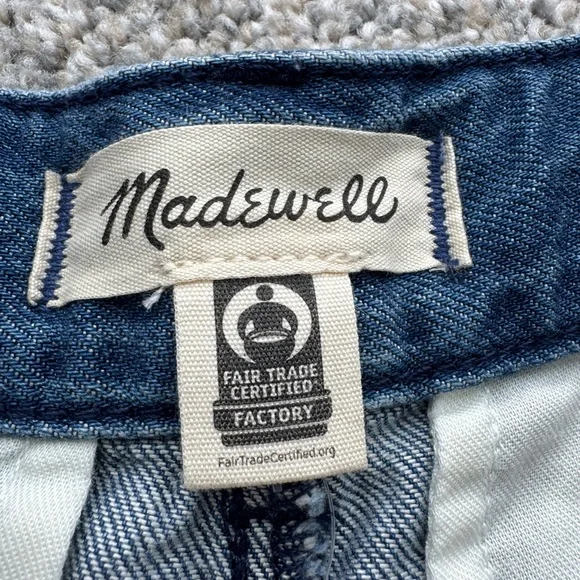 Madewell
FAIR TRADE
CERTIFIED
FACTORY
FairTradeCertified.org